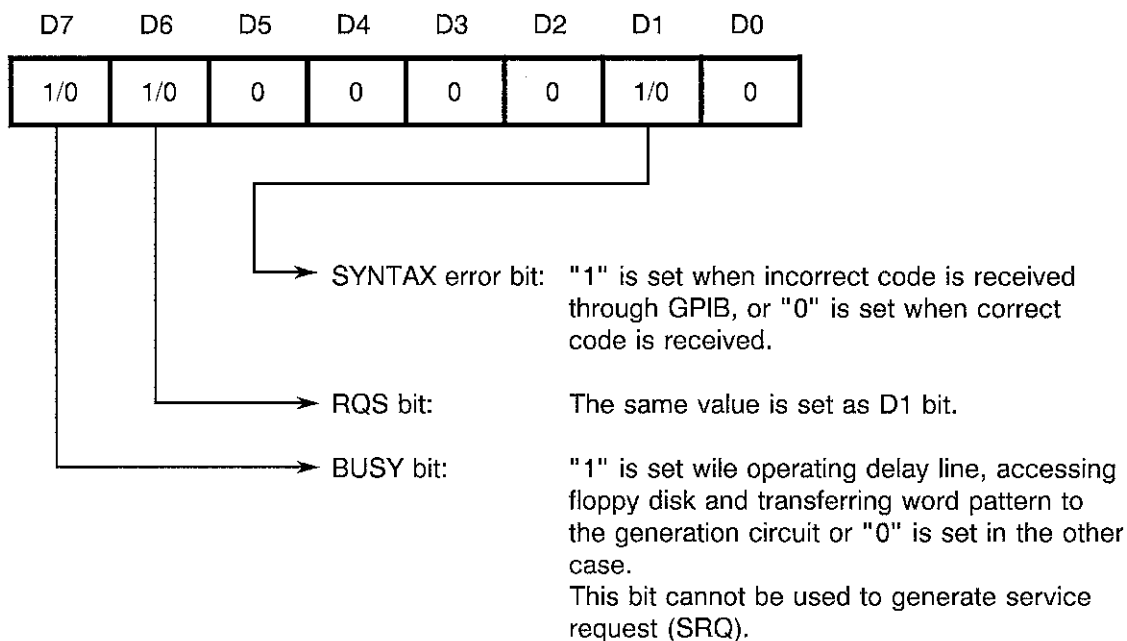 D7 D6 D5 D4 D3 D2 D1 D0
1/0 1/0 0 0 0 0 1/0 0
SYNTAX error bit: "1" is set when incorrect code is received
through GPIB, or "0" is set when correct
code is received.
RQS bit: The same value is set as D1 bit.
BUSY bit: "1" is set wile operating delay line, accessing
floppy disk and transferring word pattern to
the generation circuit or "0" is set in the other
case.
This bit cannot be used to generate service
request (SRQ).